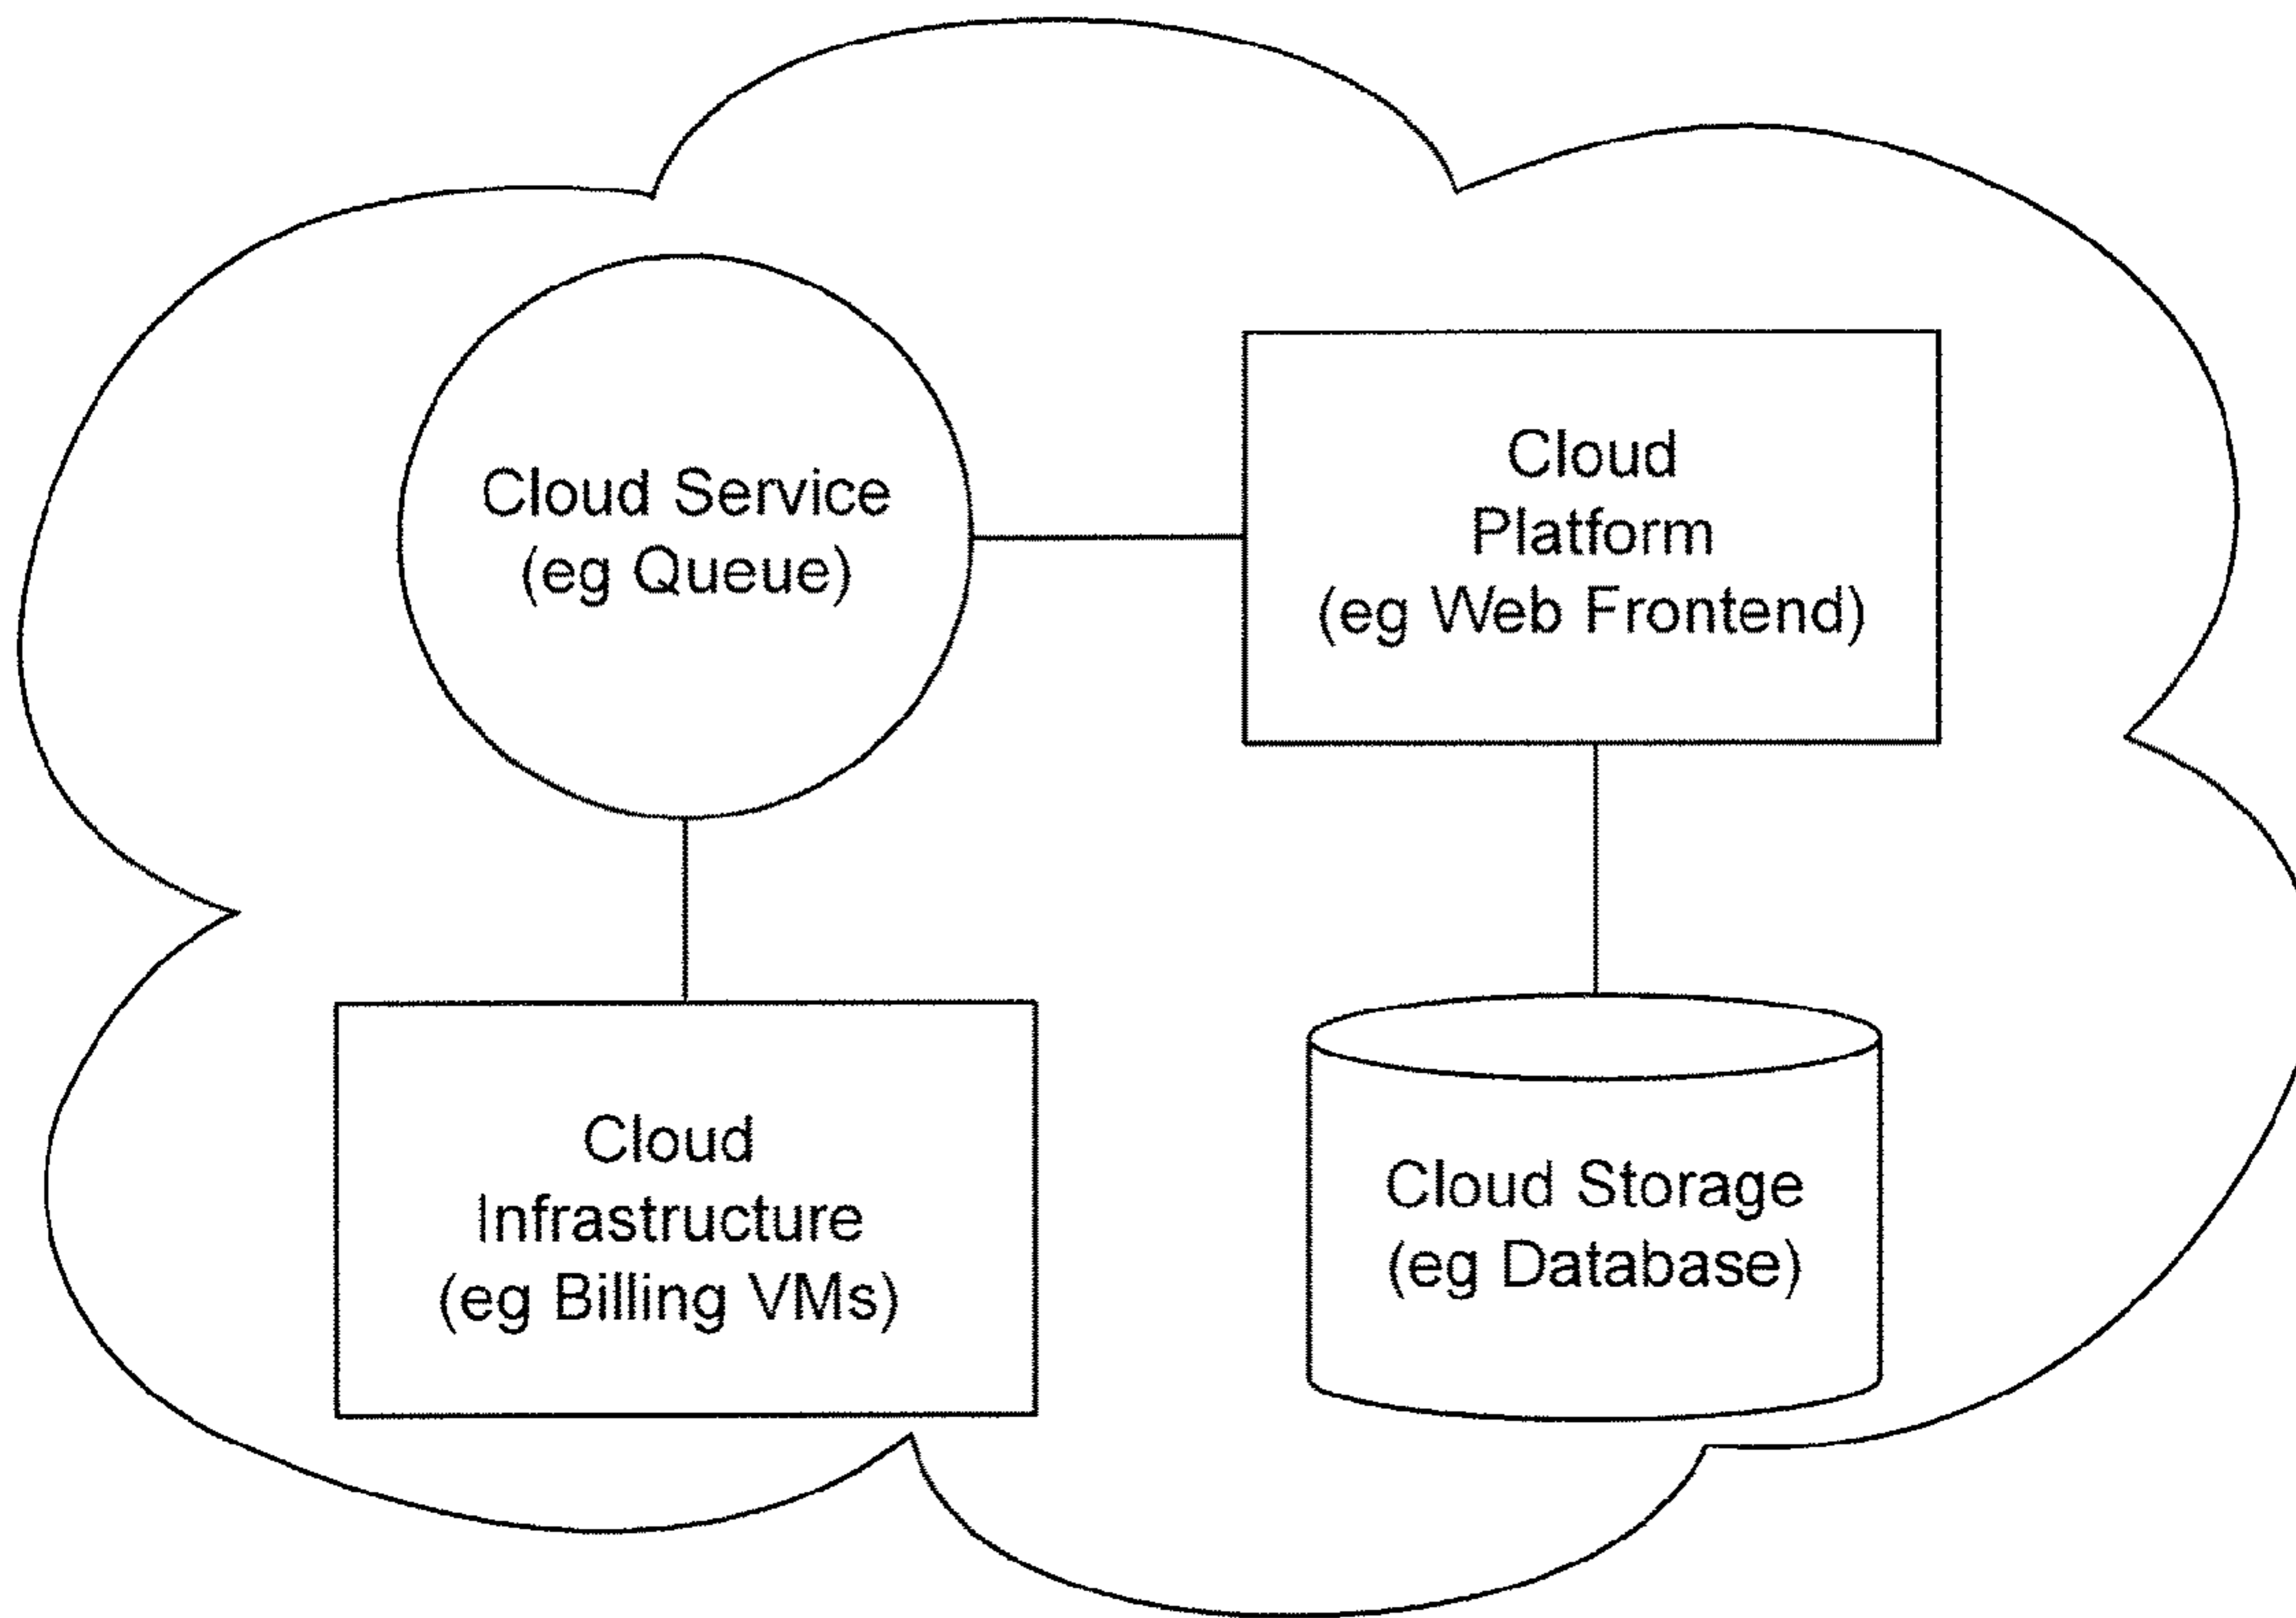 Cloud Service
(eg Queue)
Cloud
Platform
(eg Web Frontend)
Cloud
Infrastructure
(eg Billing VMs)
Cloud Storage
(eg Database)